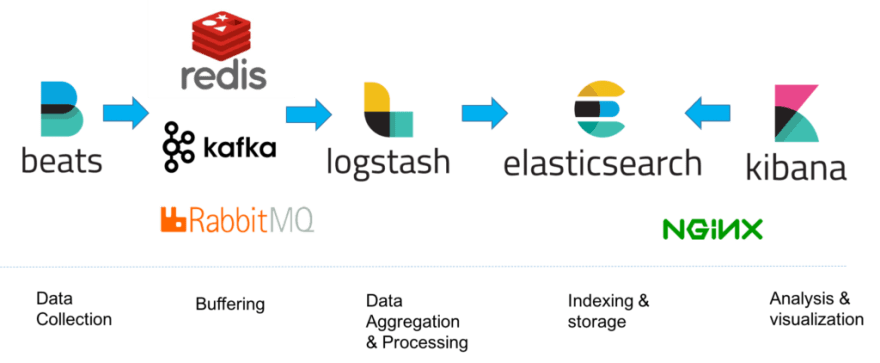 redis
beats
kafka
logstash
elasticsearch
kibana
RabbitMQ
NGINX
Data
Collection
Buffering
Data
Aggregation
& Processing
Indexing &
storage
Analysis &
visualization